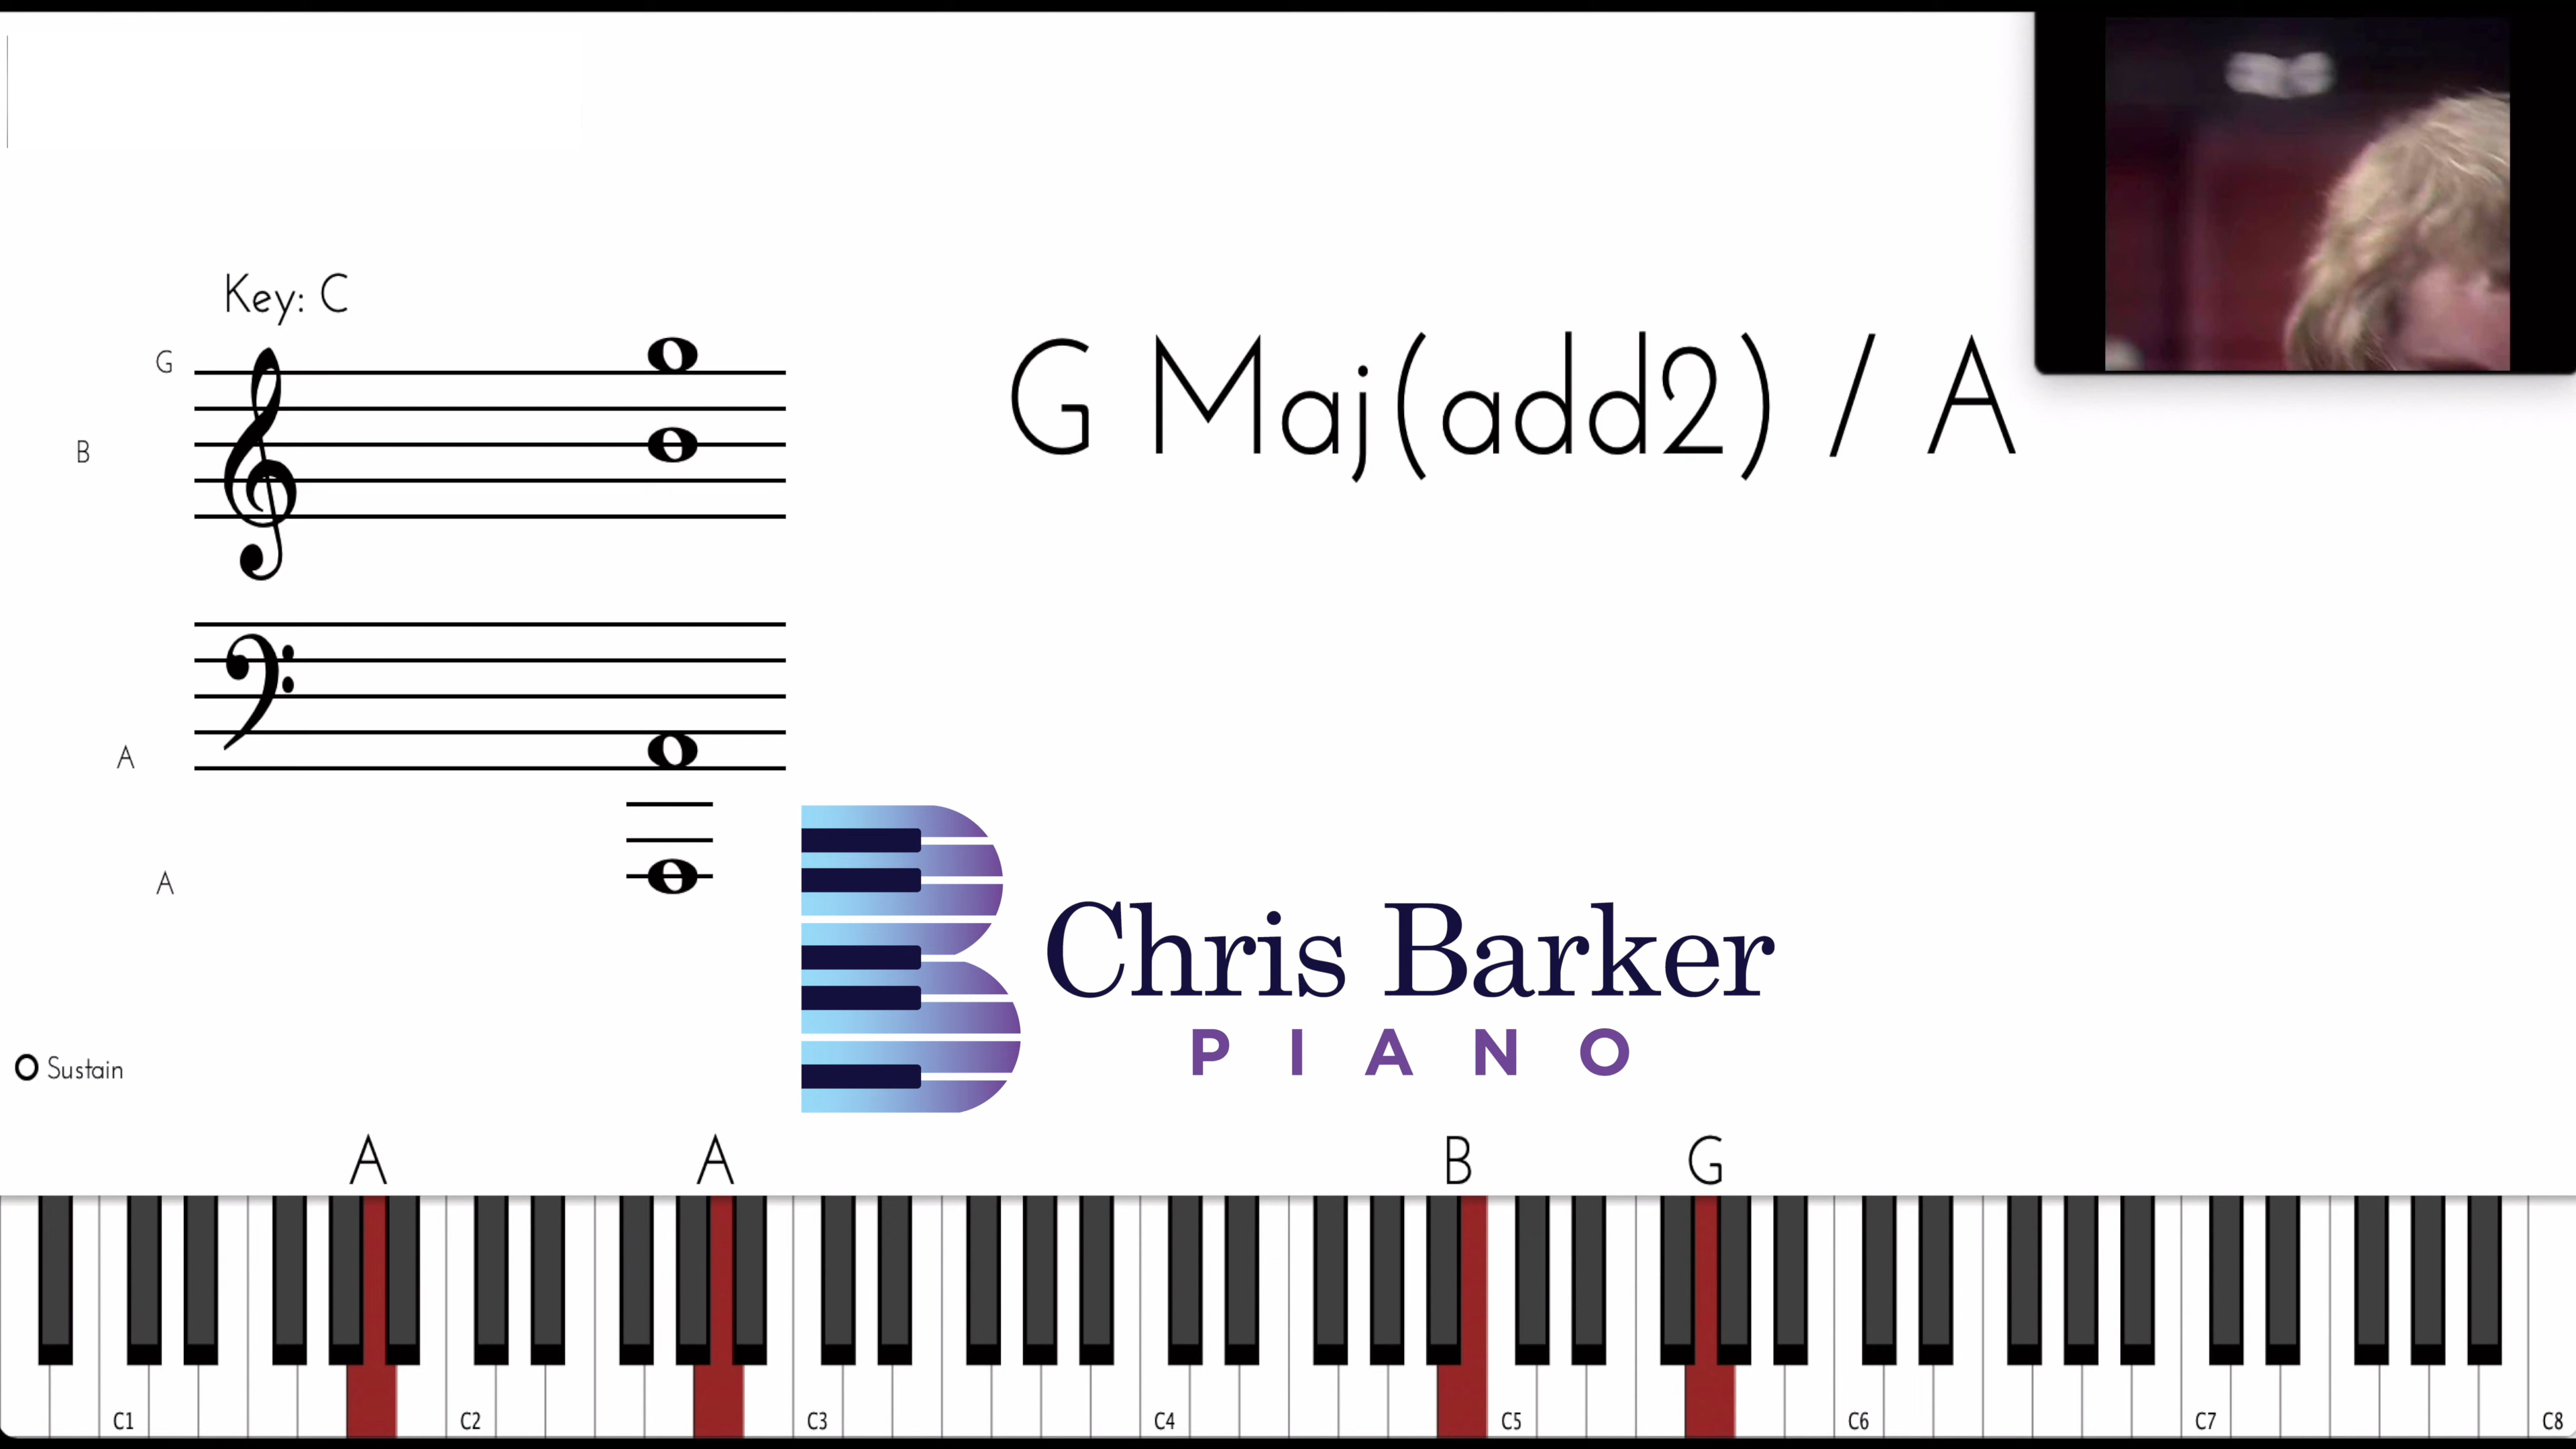 Key: C
G
G Maj(add2) / A
B
A
A
Chris Barker
PIANO
Sustain
A A B G
C1 C2 C3 C4 C5 C6 C7 C8